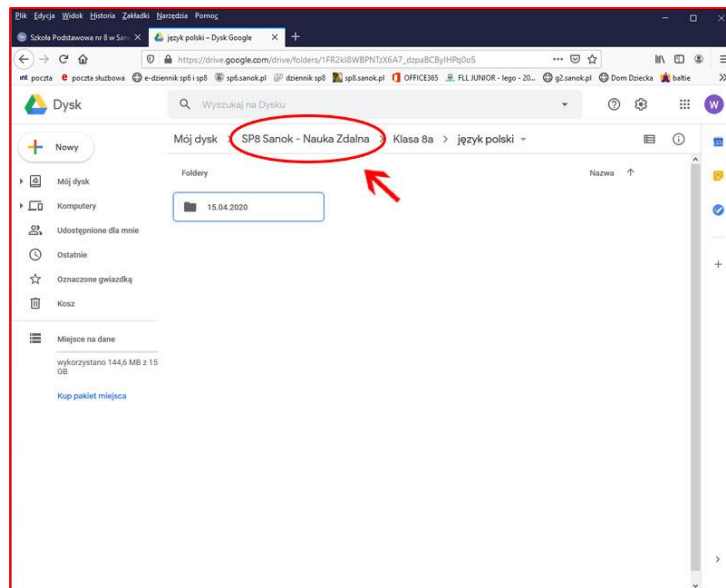 Plik Edycja Widok Historia Zakładki Narzędzia Pomoc
Szkoła Podstawowa nr 8 w San język polski – Dysk Google
https://drive.google.com/drive/folders/
poczta poczta służbowa e-dziennik sp6 i sp8 sp6.sanok.pl dziennik sp8 sp8.sanok.pl OFFICE365 FLL JUNIOR - lego - 20... g2.sanok.pl Dom Dziecka baltie
Dysk Wyszukaj na Dysku W
Nowy
Mój dysk > SP8 Sanok - Nauka Zdalna > Klasa 8a > język polski
Foldery Nazwa
15.04.2020
Mój dysk
Komputery
Udostępnione dla mnie
Ostatnie
Oznaczone gwiazdką
Kosz
Miejsce na dane
wykorzystano 144,6 MB z 15
GB
Kup pakiet miejsca